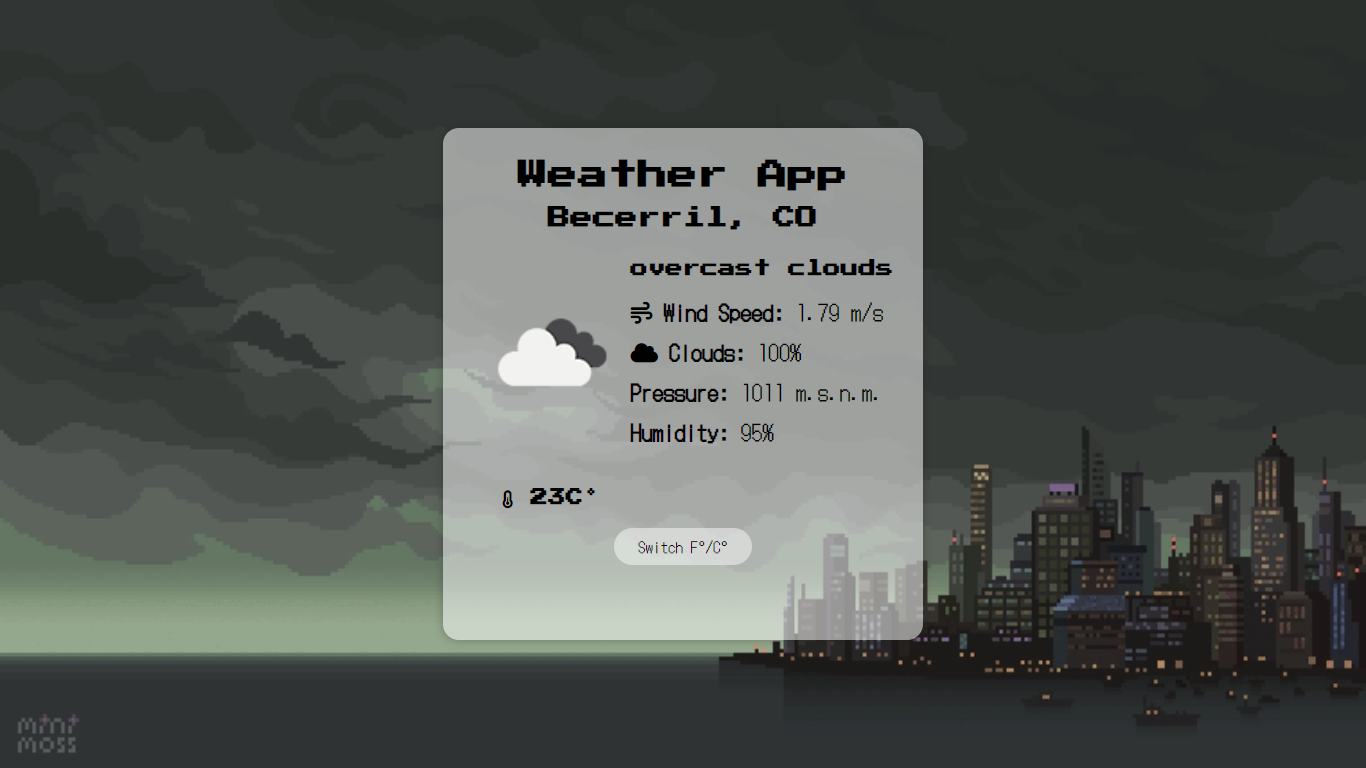 Weather App
Becerril, CO
overcast clouds
Wind Speed: 1.79 m/s
Clouds: 100%
Pressure: 1011 m.s.n.m.
Humidity: 95%
23C°
Switch F°/C°
mini
moss